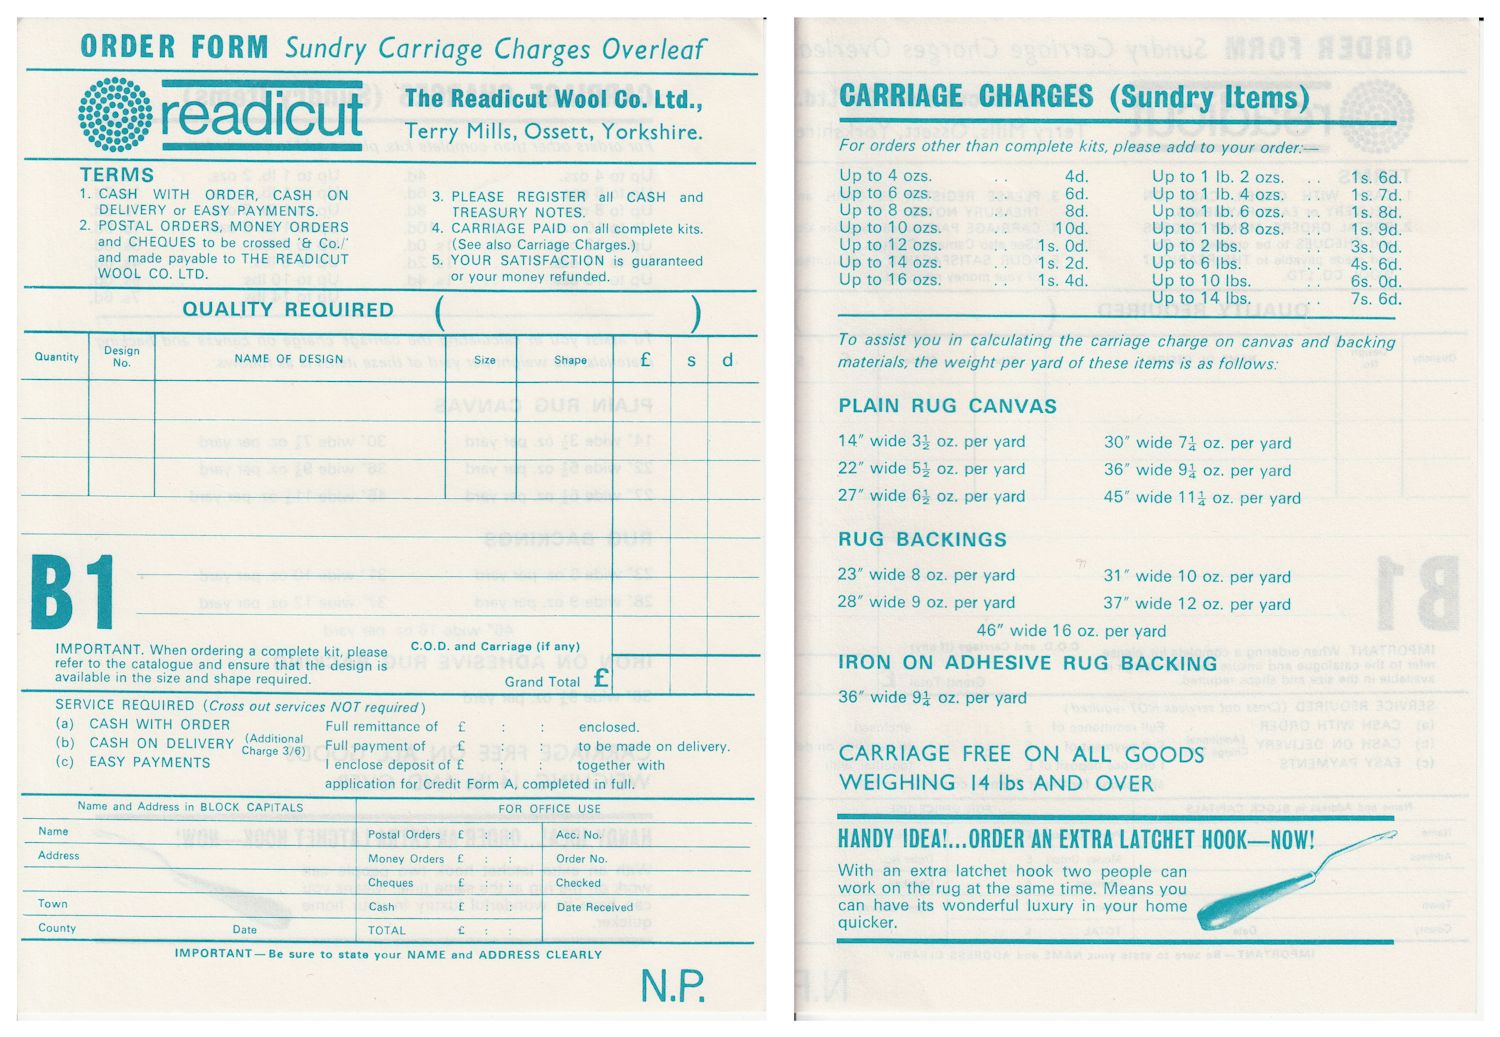 ORDER FORM Sundry Carriage Charges Overleaf
readicut
The Readicut Wool Co. Ltd.,
Terry Mills, Ossett, Yorkshire.
TERMS
1. CASH WITH ORDER, CASH ON
DELIVERY or EASY PAYMENTS.
2. POSTAL ORDERS, MONEY ORDERS
and CHEQUES to be crossed '& Co./'
and made payable to THE READICUT
WOOL CO. LTD.
3. PLEASE REGISTER all CASH and
TREASURY NOTES.
4. CARRIAGE PAID on all complete kits.
(See also Carriage Charges.)
5. YOUR SATISFACTION is guaranteed
or your money refunded.
QUALITY REQUIRED ( )
Quantity Design No. NAME OF DESIGN Size Shape £ s d
B1
IMPORTANT. When ordering a complete kit, please
refer to the catalogue and ensure that the design is
available in the size and shape required.
C.O.D. and Carriage (if any)
Grand Total £
SERVICE REQUIRED (Cross out services NOT required)
(a) CASH WITH ORDER Full remittance of £ : : enclosed.
(b) CASH ON DELIVERY (Additional Charge 3/6) Full payment of £ : : to be made on delivery.
(c) EASY PAYMENTS I enclose deposit of £ : : together with
application for Credit Form A, completed in full.
Name and Address in BLOCK CAPITALS FOR OFFICE USE
Name Postal Orders £ : : Acc. No.
Address Money Orders £ : : Order No.
Cheques £ : : Checked
Town Cash £ : : Date Received
County Date TOTAL £ : :
IMPORTANT—Be sure to state your NAME and ADDRESS CLEARLY
N.P.
CARRIAGE CHARGES (Sundry Items)
For orders other than complete kits, please add to your order:—
Up to 4 ozs. . . 4d. Up to 1 lb. 2 ozs. . . 1s. 6d.
Up to 6 ozs. . . 6d. Up to 1 lb. 4 ozs. . . 1s. 7d.
Up to 8 ozs. . . 8d. Up to 1 lb. 6 ozs. . . 1s. 8d.
Up to 10 ozs. . . 10d. Up to 1 lb. 8 ozs. . . 1s. 9d.
Up to 12 ozs. . . 1s. 0d. Up to 2 lbs. . . 3s. 0d.
Up to 14 ozs. . . 1s. 2d. Up to 6 lbs. . . 4s. 6d.
Up to 16 ozs. . . 1s. 4d. Up to 10 lbs. . . 6s. 0d.
Up to 14 lbs. . . 7s. 6d.
To assist you in calculating the carriage charge on canvas and backing
materials, the weight per yard of these items is as follows:
PLAIN RUG CANVAS
14″ wide 3½ oz. per yard 30″ wide 7¼ oz. per yard
22″ wide 5½ oz. per yard 36″ wide 9¼ oz. per yard
27″ wide 6½ oz. per yard 45″ wide 11¼ oz. per yard
RUG BACKINGS
23″ wide 8 oz. per yard 31″ wide 10 oz. per yard
28″ wide 9 oz. per yard 37″ wide 12 oz. per yard
46″ wide 16 oz. per yard
IRON ON ADHESIVE RUG BACKING
36″ wide 9¼ oz. per yard
CARRIAGE FREE ON ALL GOODS
WEIGHING 14 lbs AND OVER
HANDY IDEA!...ORDER AN EXTRA LATCHET HOOK—NOW!
With an extra latchet hook two people can
work on the rug at the same time. Means you
can have its wonderful luxury in your home
quicker.